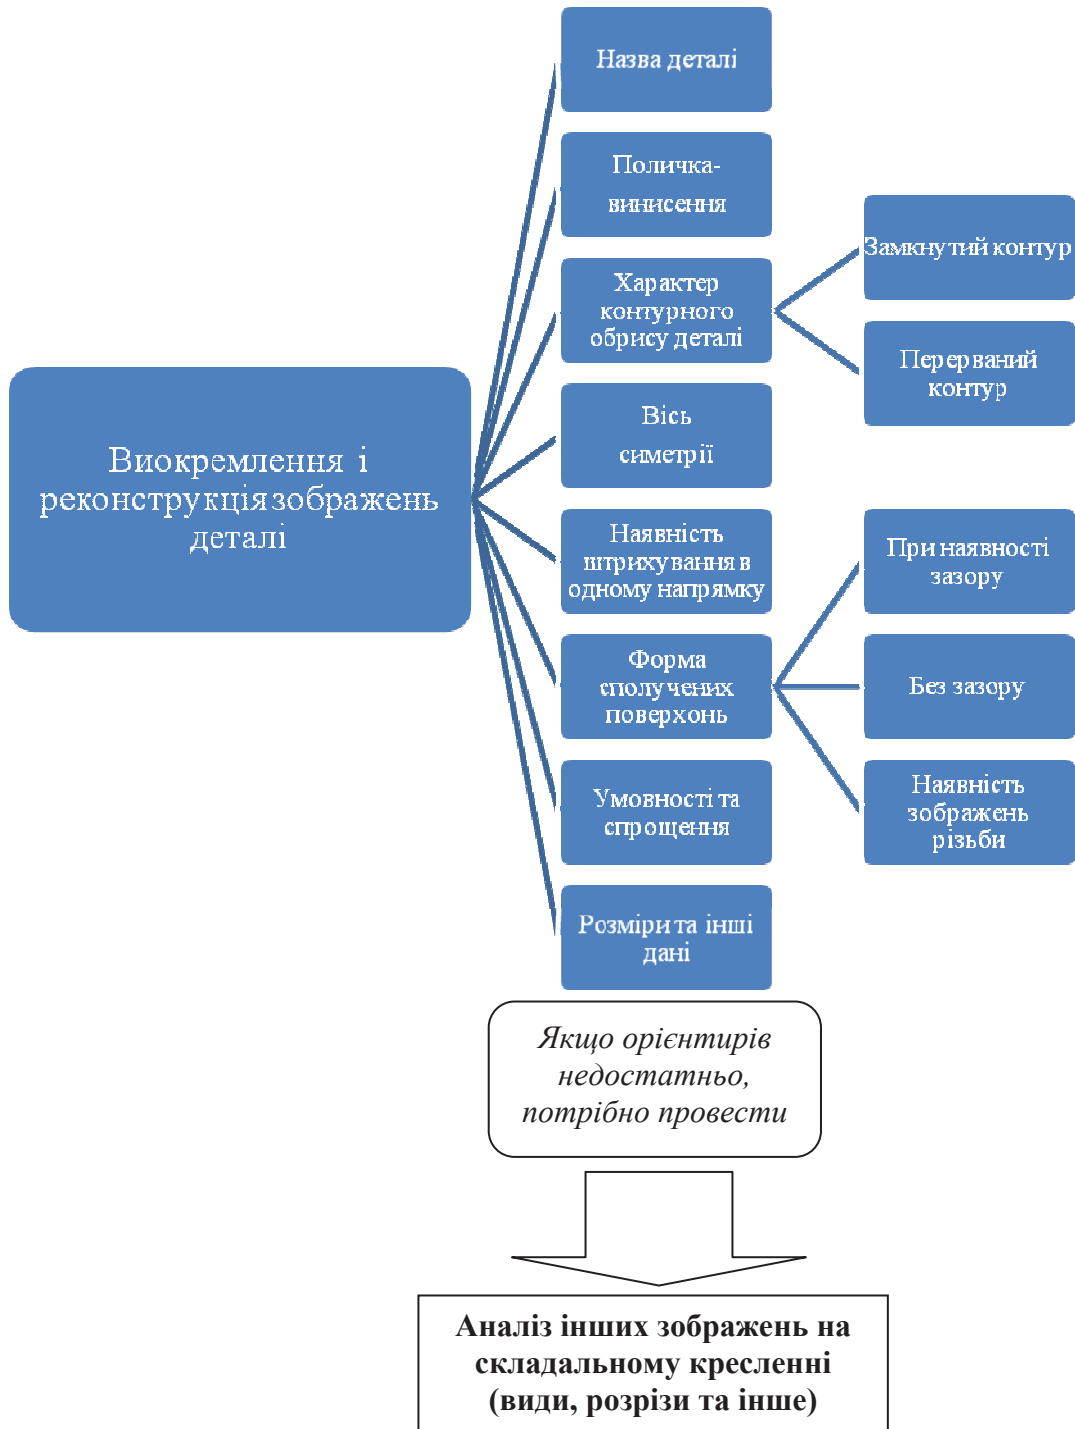 Назва деталі
Поличка-
винисення
Замкнутий контур
Характер
контурного
обрису деталі
Перерваний
контур
Вісь
симетрії
Виокремлення і
реконструкція зображень
деталі
Наявність
штрихування в
одному напрямку
При наявності
зазору
Форма
сполучених
поверхонь
Без зазору
Умовності та
спрощення
Наявність
зображень
різьби
Розміри та інші
дані
Якщо орієнтирів
недостатньо,
потрібно провести
Аналіз інших зображень на
складальному кресленні
(види, розрізи та інше)